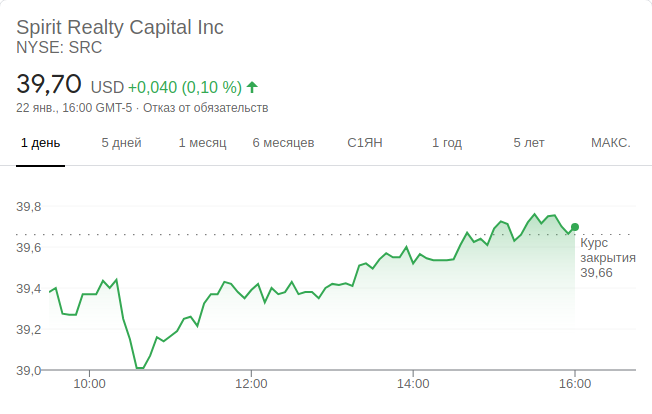 Spirit Realty Capital Inc
NYSE: SRC
39,70 USD +0,040 (0,10 %)
22 янв., 16:00 GMT-5 · Отказ от обязательств
1 день 5 дней 1 месяц 6 месяцев С1ЯН 1 год 5 лет МАКС.
39,8
39,6
39,4
39,2
39,0
Курс
закрытия
39,66
10:00 12:00 14:00 16:00